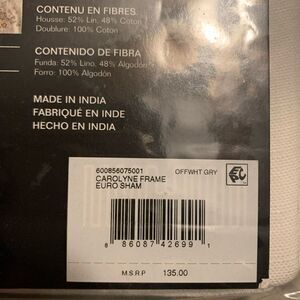 CONTENU EN FIBRES
Housse: 52% Lin, 48% Coton
Doublure: 100% Coton
CONTENIDO DE FIBRA
Funda: 52% Lino, 48% Algodón
Forro: 100% Algodón
MADE IN INDIA
FABRIQUÉ EN INDE
HECHO EN INDIA
600856075001 OFFWHT GRY
CAROLYNE FRAME
EURO SHAM
8 86087 42699 1
M.S.R.P 135.00